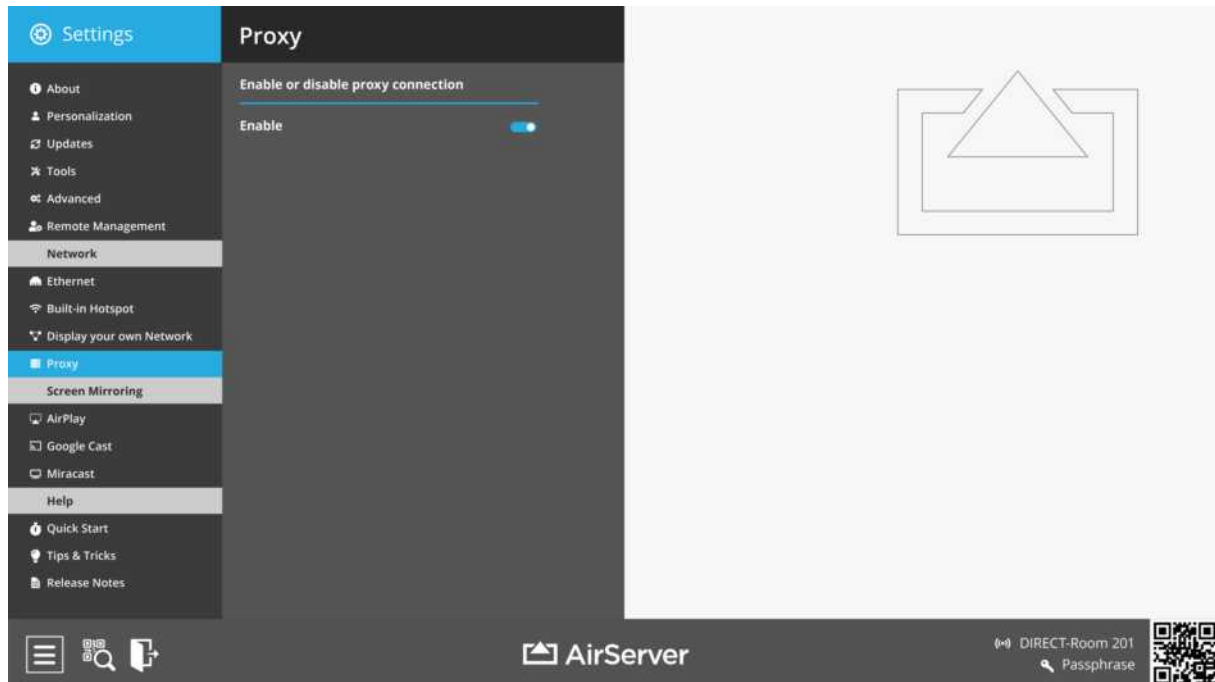 Settings
About
Personalization
Updates
Tools
Advanced
Remote Management
Network
Ethernet
Built-in Hotspot
Display your own Network
Proxy
Screen Mirroring
AirPlay
Google Cast
Miracast
Help
Quick Start
Tips & Tricks
Release Notes
Proxy
Enable or disable proxy connection
Enable
AirServer
DIRECT-Room 201
Passphrase